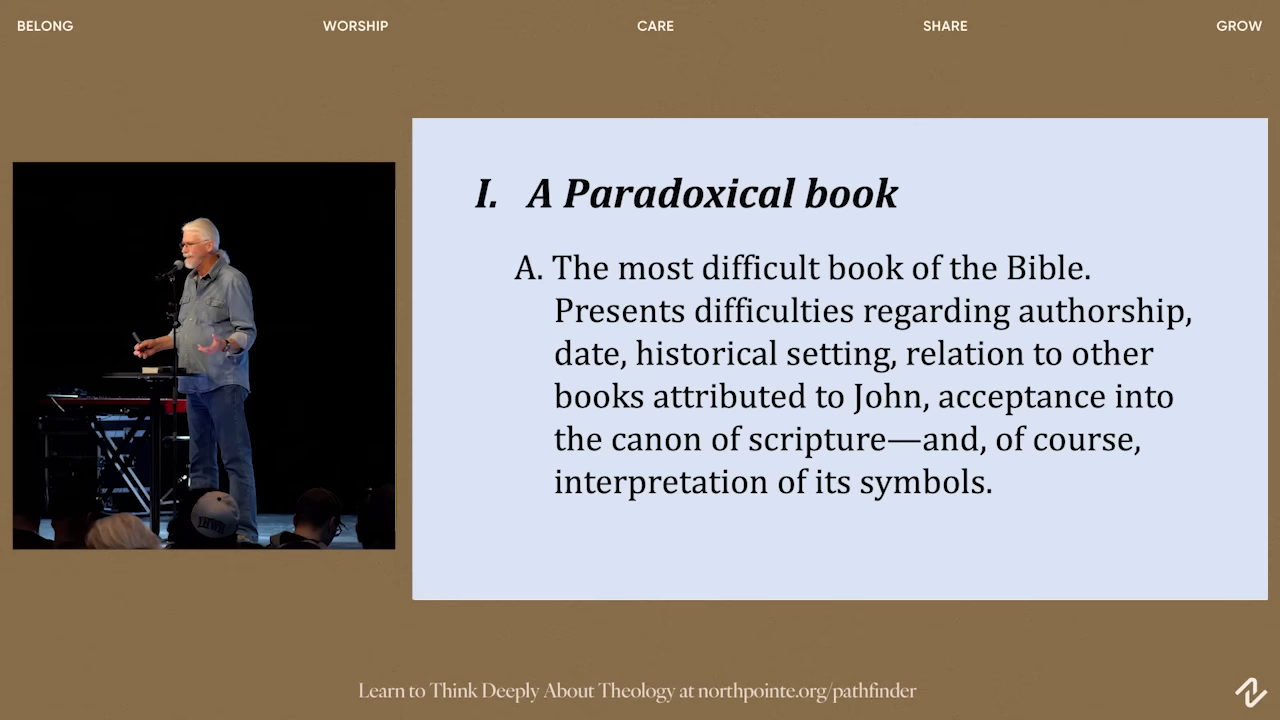 BELONG WORSHIP CARE SHARE GROW
I. A Paradoxical book
A. The most difficult book of the Bible.
Presents difficulties regarding authorship,
date, historical setting, relation to other
books attributed to John, acceptance into
the canon of scripture—and, of course,
interpretation of its symbols.
Learn to Think Deeply About Theology at northpointe.org/pathfinder